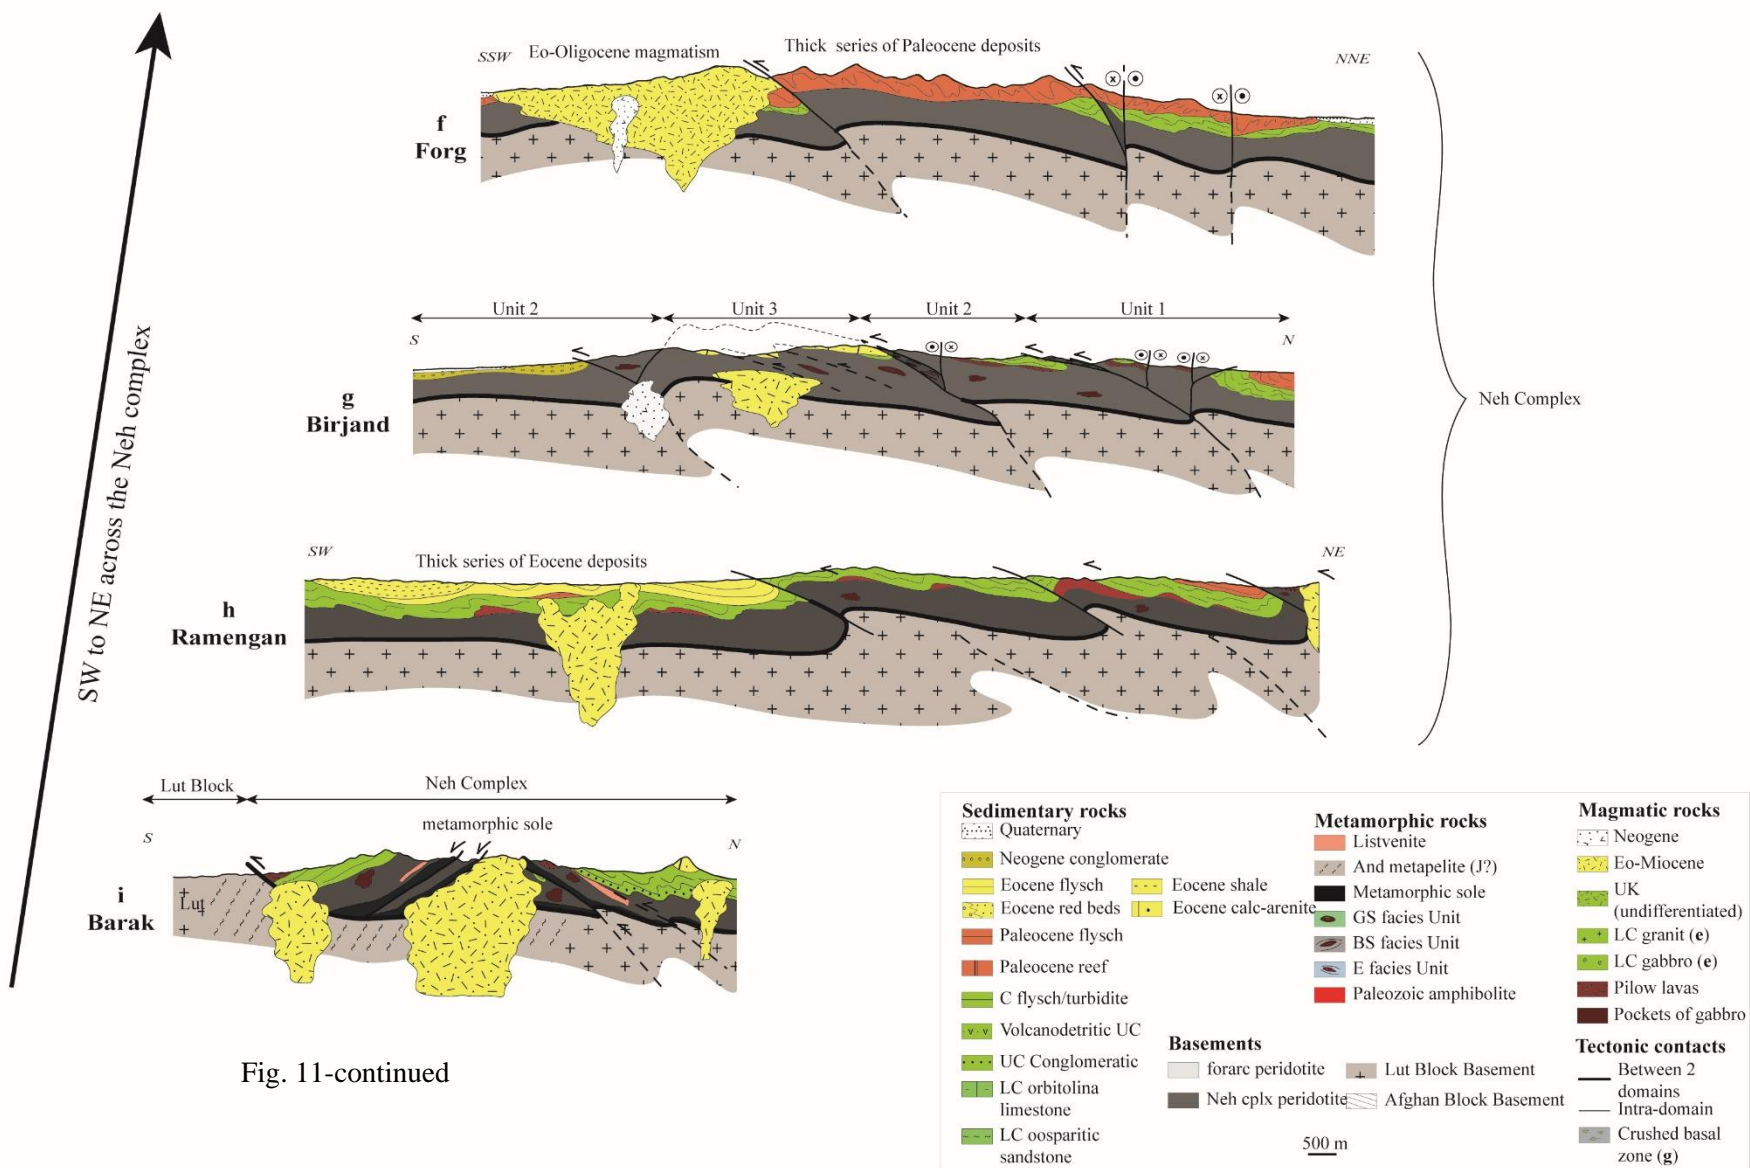 SW to NE across the Neh complex
SSW
Eo-Oligocene magmatism
Thick series of Paleocene deposits
NNE
f
Forg
Unit 2
Unit 3
Unit 2
Unit 1
S
N
g
Birjand
Neh Complex
SW
Thick series of Eocene deposits
NE
h
Ramengan
Lut Block
Neh Complex
S
metamorphic sole
N
i
Barak
Lut
Fig. 11-continued
Sedimentary rocks
Quaternary
Neogene conglomerate
Eocene flysch
Eocene shale
Eocene red beds
Eocene calc-arenite
Paleocene flysch
Paleocene reef
C flysch/turbidite
Volcanodetritic UC
UC Conglomeratic
LC orbitolina
limestone
LC oosparitic
sandstone
Metamorphic rocks
Listvenite
And metapelite (J?)
Metamorphic sole
GS facies Unit
BS facies Unit
E facies Unit
Paleozoic amphibolite
Basements
forarc peridotite
Lut Block Basement
Neh cplx peridotite
Afghan Block Basement
500 m
Magmatic rocks
Neogene
Eo-Miocene
UK
(undifferentiated)
LC granit (e)
LC gabbro (e)
Pilow lavas
Pockets of gabbro
Tectonic contacts
Between 2
domains
Intra-domain
Crushed basal
zone (g)